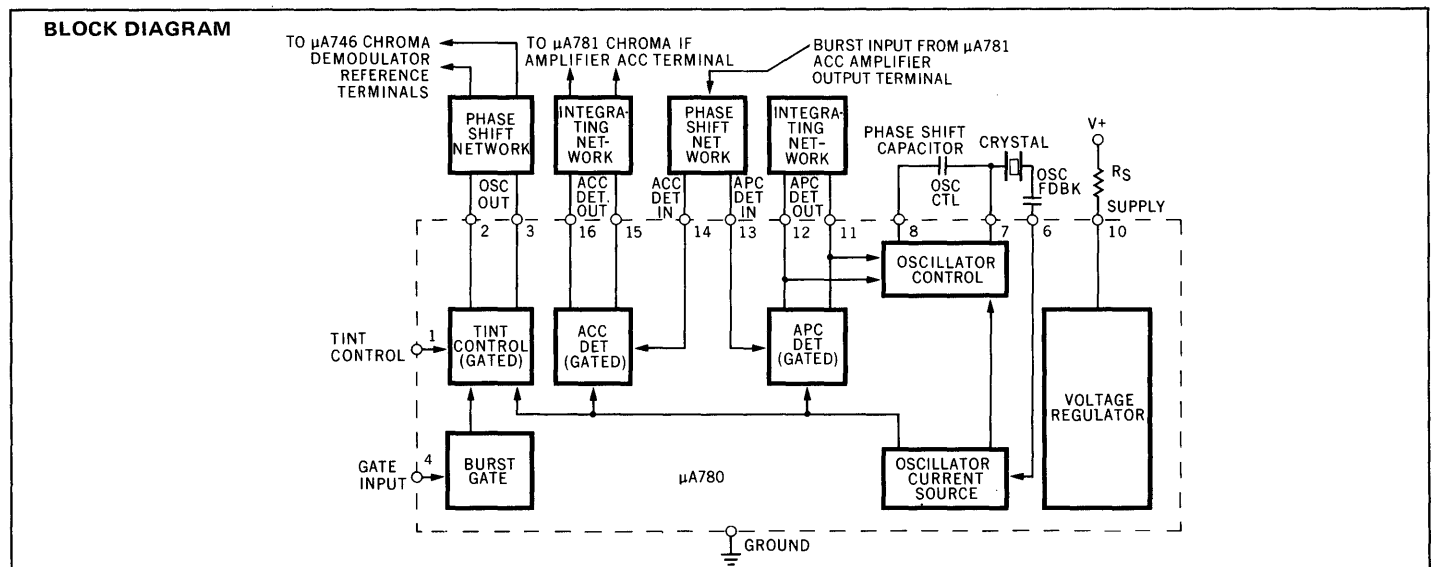 BLOCK DIAGRAM
TO µA746 CHROMA
DEMODULATOR
REFERENCE
TERMINALS
TO µA781 CHROMA IF
AMPLIFIER ACC TERMINAL
BURST INPUT FROM µA781
ACC AMPLIFIER
OUTPUT TERMINAL
PHASE
SHIFT
NETWORK
INTEGRA-
TING
NET-
WORK
PHASE
SHIFT
NET
WORK
INTEGRA-
TING
NET-
WORK
PHASE SHIFT
CAPACITOR
CRYSTAL
V+
RS
OSC
CTL
OSC
FDBK
SUPPLY
OSC
OUT
ACC
DET.
OUT
ACC
DET
IN
APC
DET
IN
APC
DET
OUT
2
3
16
15
14
13
12
11
8
7
6
10
OSCILLATOR
CONTROL
TINT
CONTROL
1
TINT
CONTROL
(GATED)
ACC
DET
(GATED)
APC
DET
(GATED)
VOLTAGE
REGULATOR
GATE
INPUT
4
BURST
GATE
µA780
OSCILLATOR
CURRENT
SOURCE
GROUND